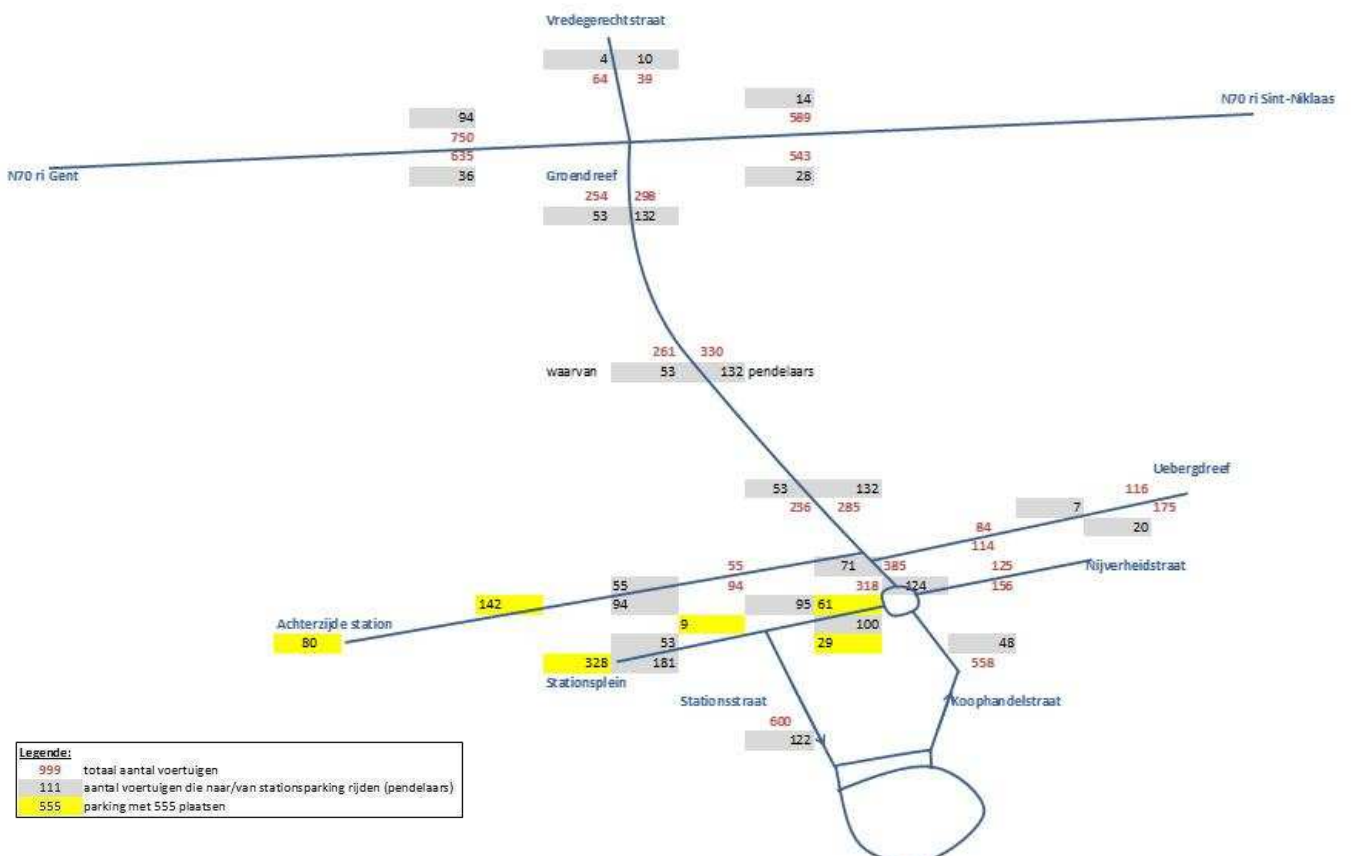 Vredegerechtstraat
4 10
64 39
14
N70 ri Sint-Niklaas
94
589
750
635
543
N70 ri Gent
36
Groendreef
28
254 298
53 132
261 330
waarvan 53 132 pendelaars
Uebergdreef
53 132
116
236 285
7
175
84
20
114
55
71 385
125
Nijverheidstraat
55
94
318
124
156
142
94
95
61
Achterzijde station
9
100
80
53
29
48
328
181
558
Stationsplein
Stationsstraat
Koophandelstraat
600
122
Legende:
999 totaal aantal voertuigen
111 aantal voertuigen die naar/van stationsparking rijden (pendelaars)
555 parking met 555 plaatsen